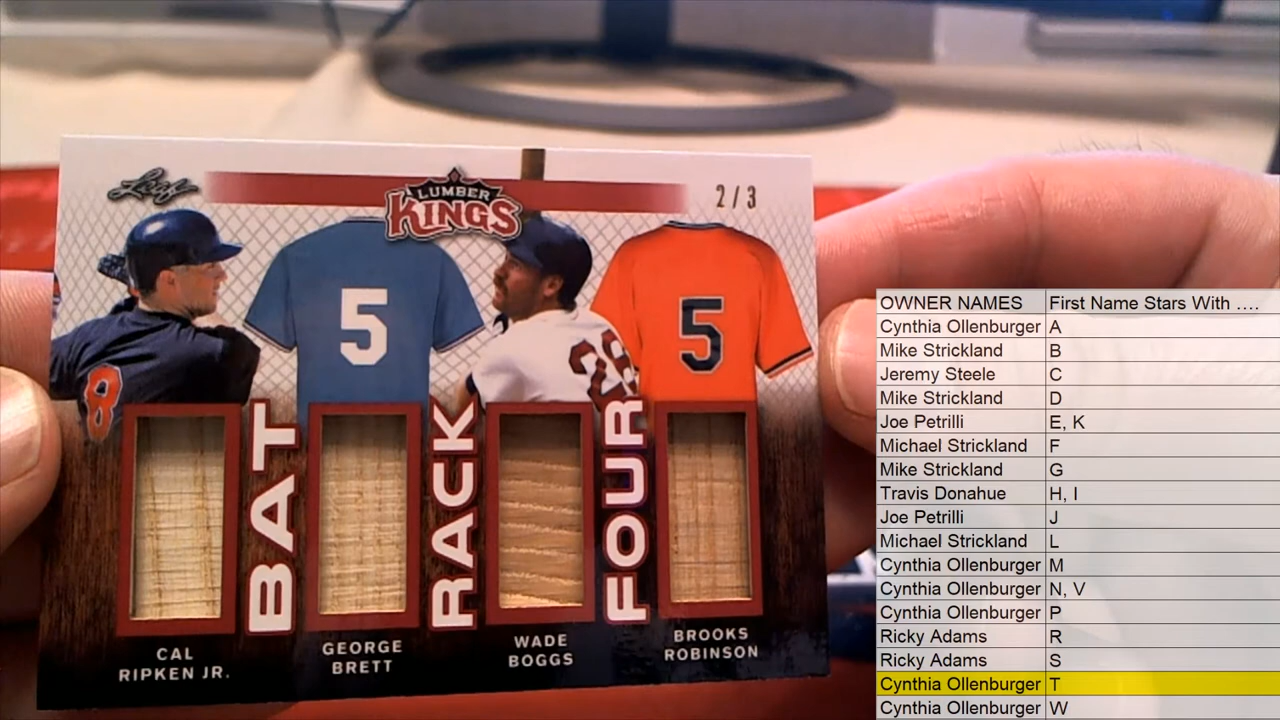 Leaf
LUMBER
KINGS
2/3
8
5
28
5
BAT
RACK
FOUR
CAL
RIPKEN JR.
GEORGE
BRETT
WADE
BOGGS
BROOKS
ROBINSON
OWNER NAMES First Name Stars With ....
Cynthia Ollenburger A
Mike Strickland B
Jeremy Steele C
Mike Strickland D
Joe Petrilli E, K
Michael Strickland F
Mike Strickland G
Travis Donahue H, I
Joe Petrilli J
Michael Strickland L
Cynthia Ollenburger M
Cynthia Ollenburger N, V
Cynthia Ollenburger P
Ricky Adams R
Ricky Adams S
Cynthia Ollenburger T
Cynthia Ollenburger W